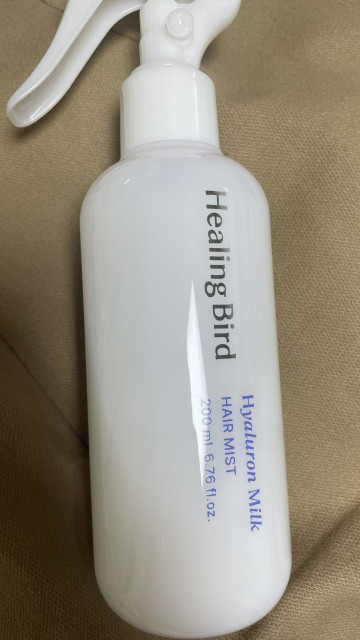 Healing Bird
Hyaluron Milk
HAIR MIST
200 ml 6.76 fl.oz.